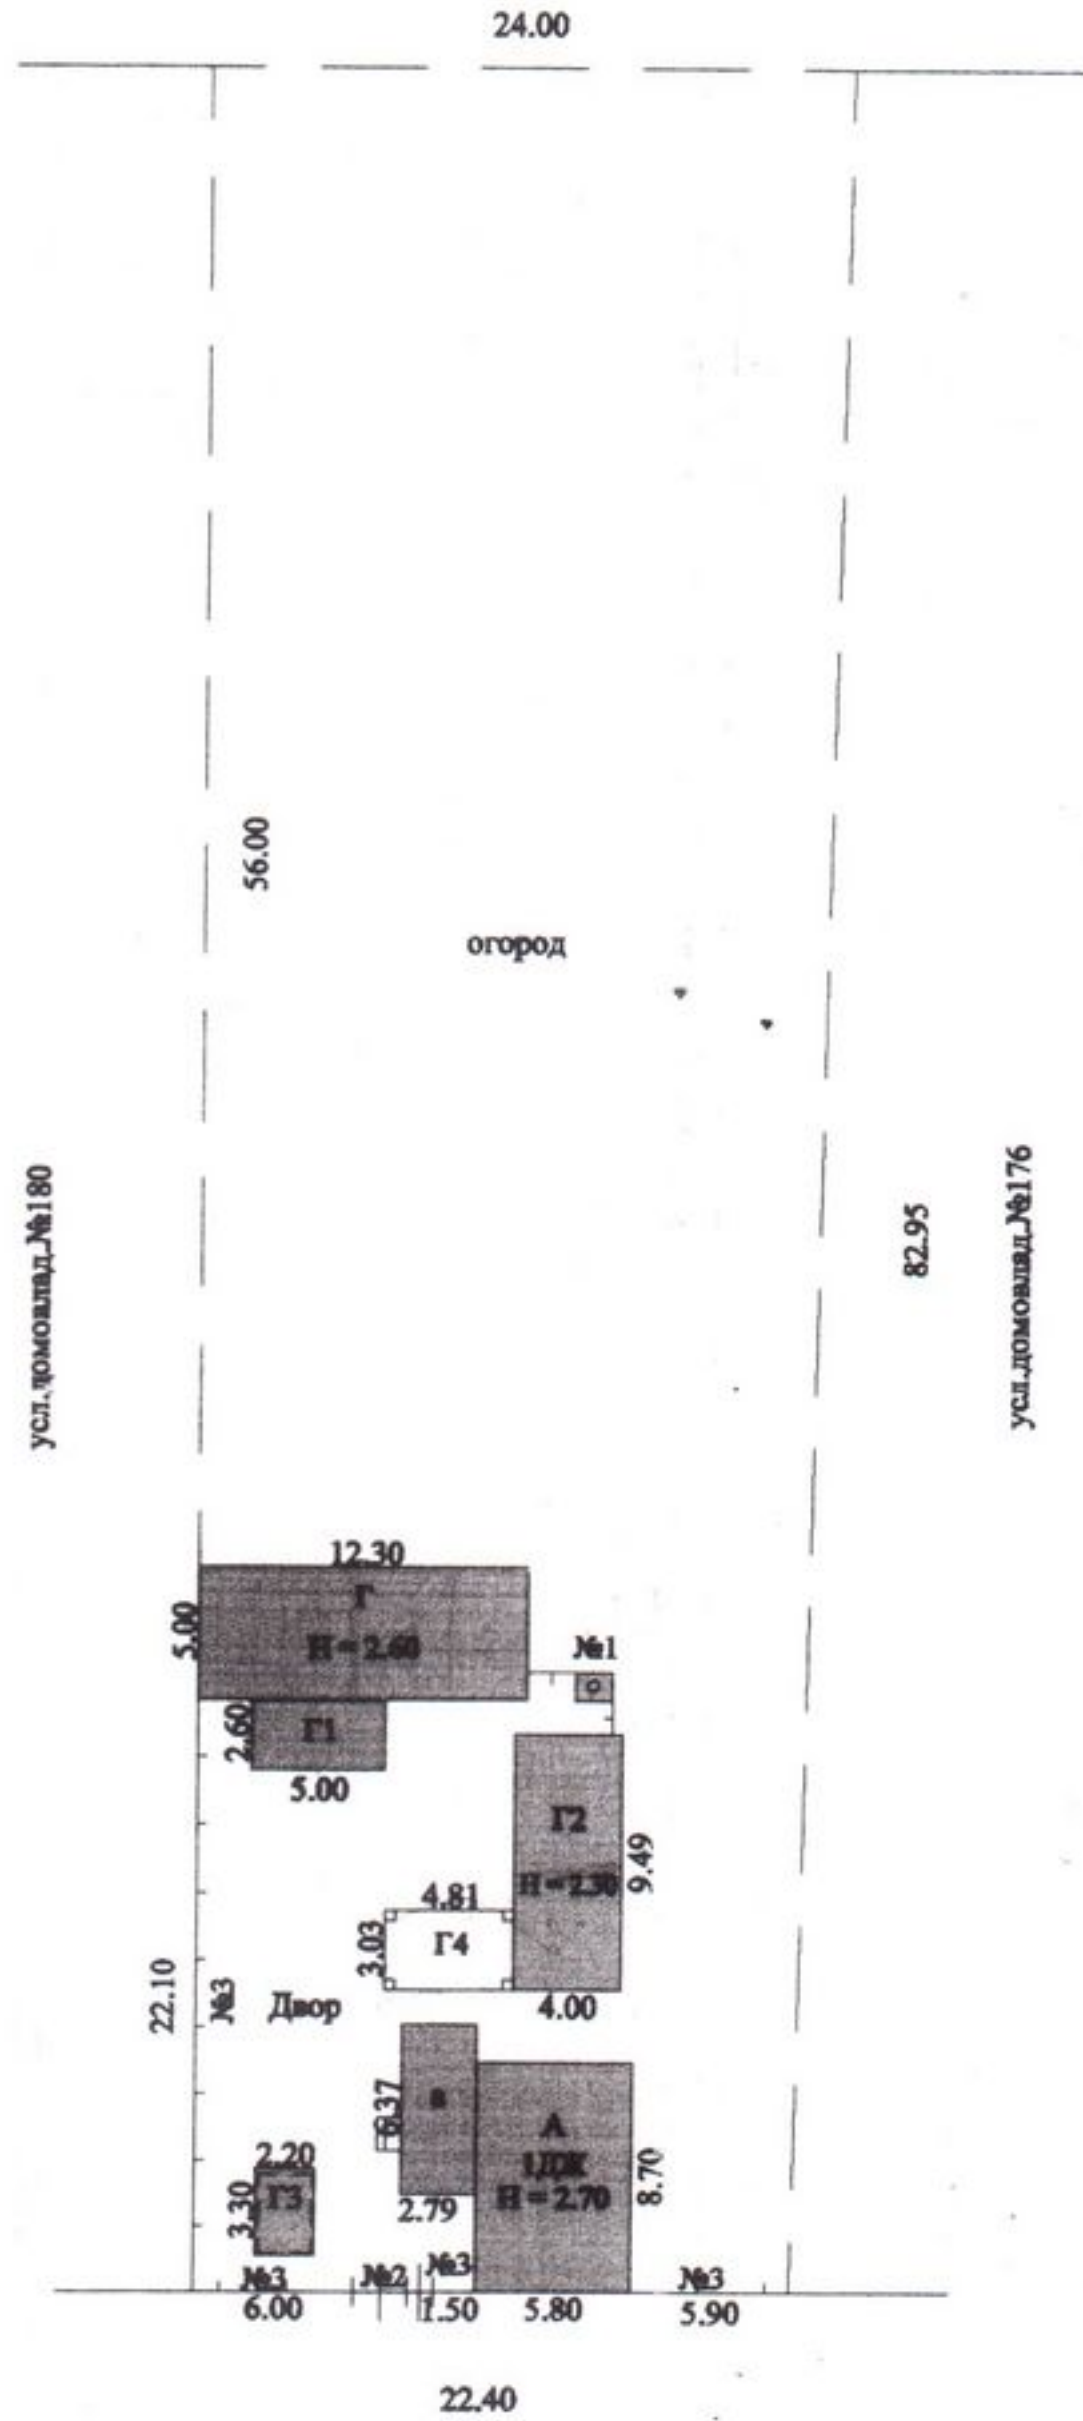 24.00
56.00
огород
усл.домовлад.№180
82.95
усл.домовлад.№176
12.30
Г
5.00
H = 2.60
№1
2.60
Г1
5.00
Г2
9.49
H = 2.30
4.81
3.03
Г4
4.00
22.10
№3
Двор
6.37
в
А
1ДЖ
H = 2.70
8.70
2.20
3.30
Г3
2.79
№3
№2
№3
№3
6.00
1.50
5.80
5.90
22.40